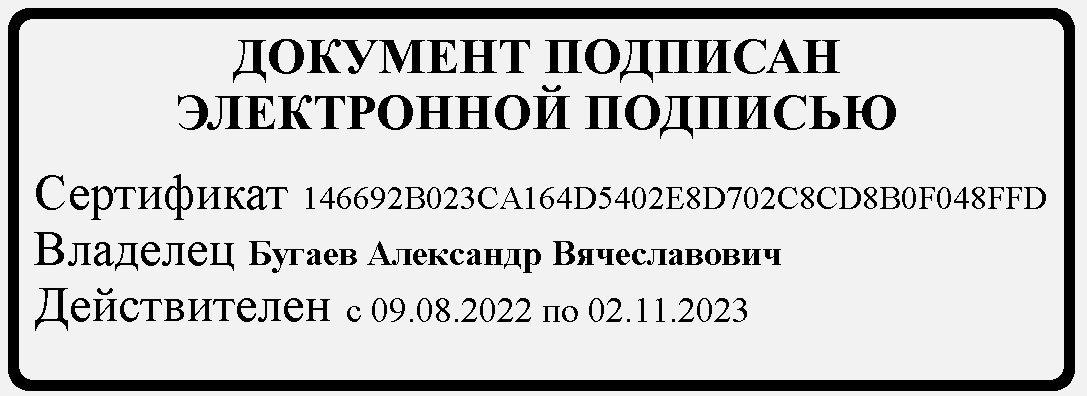 ДОКУМЕНТ ПОДПИСАН
ЭЛЕКТРОННОЙ ПОДПИСЬЮ
Сертификат 146692B023CA164D5402E8D702C8CD8B0F048FFD
Владелец Бугаев Александр Вячеславович
Действителен с 09.08.2022 по 02.11.2023